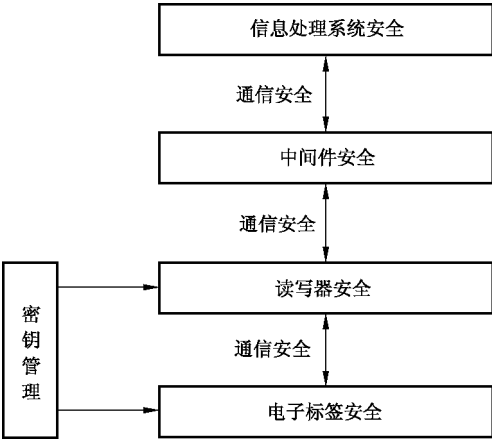 信息处理系统安全
通信安全
中间件安全
通信安全
读写器安全
密钥管理
通信安全
电子标签安全